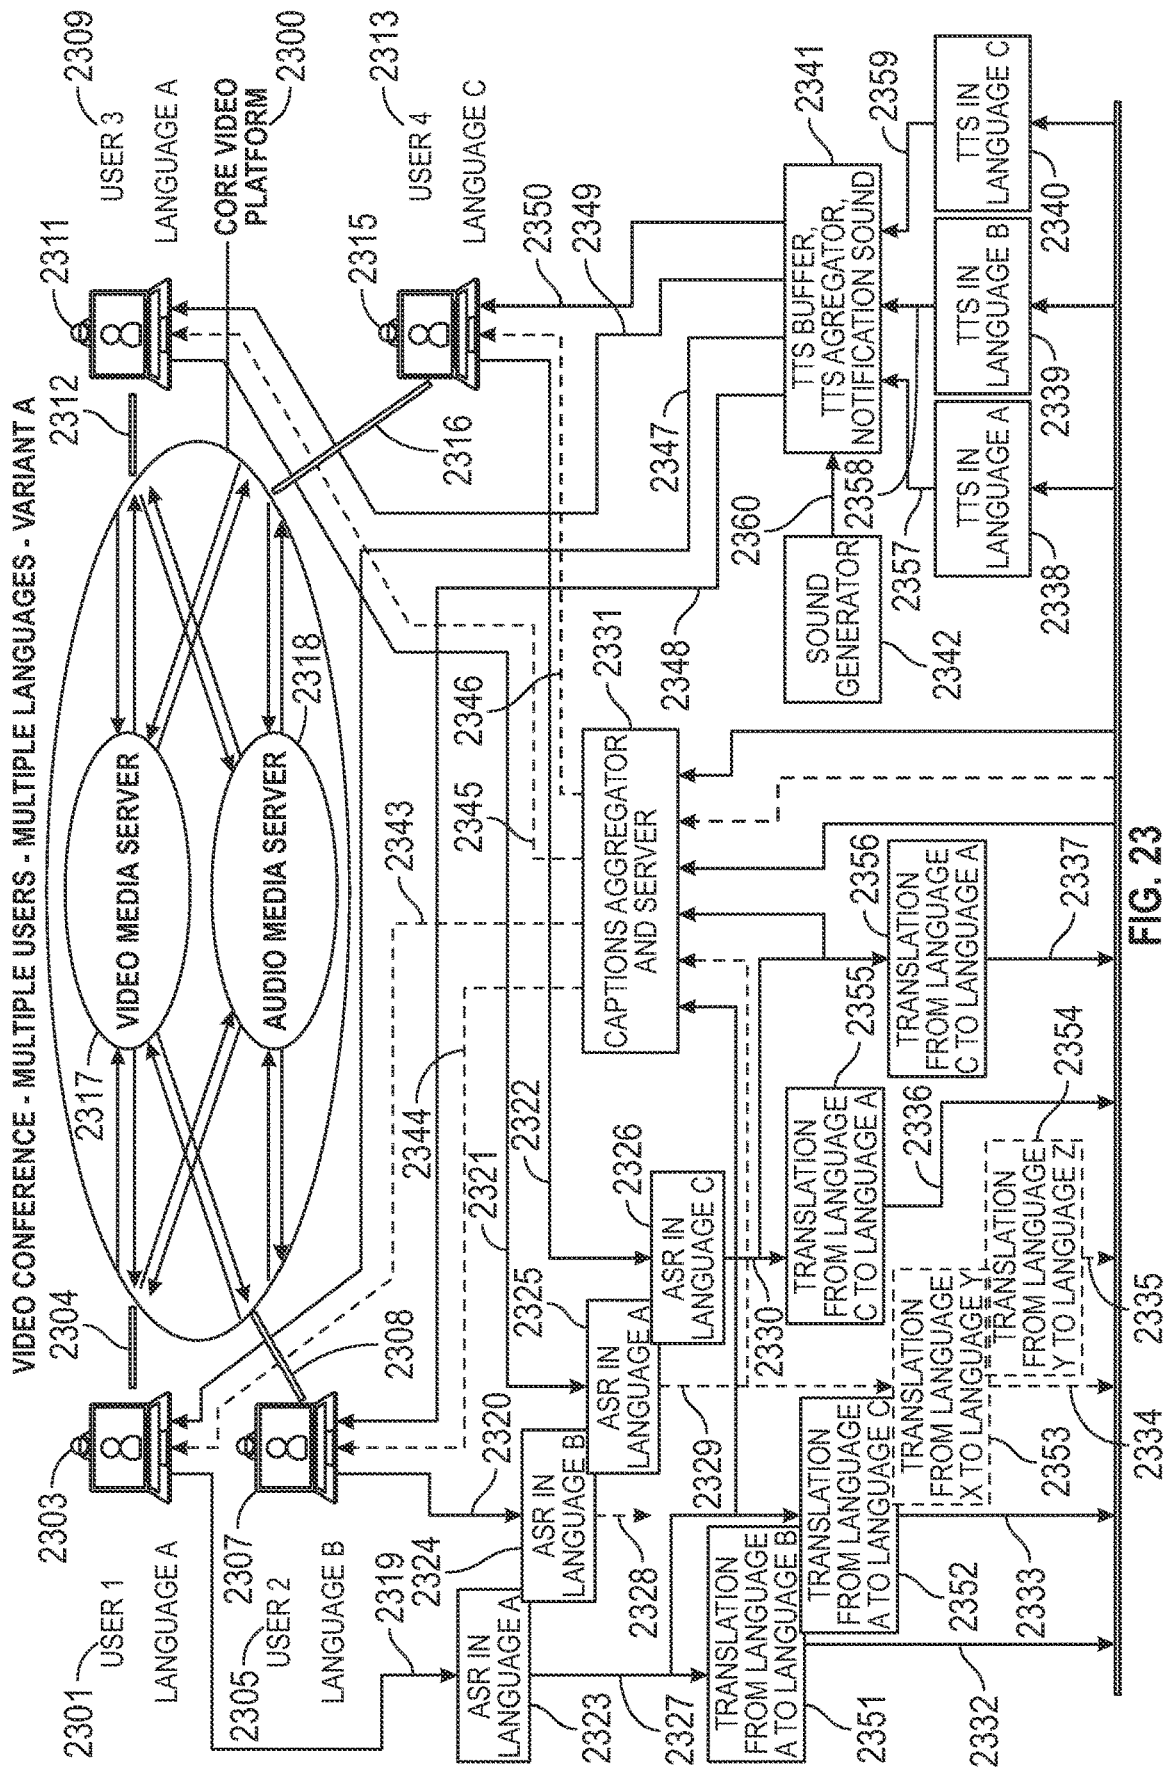 VIDEO CONFERENCE - MULTIPLE USERS - MULTIPLE LANGUAGES - VARIANT A
2301
USER 1
LANGUAGE A
2303
2304
2305
USER 2
LANGUAGE B
2307
2308
2317
VIDEO MEDIA SERVER
AUDIO MEDIA SERVER
2318
2312
2311
USER 3
2309
LANGUAGE A
CORE VIDEO
PLATFORM
2300
2316
2315
USER 4
2313
LANGUAGE C
2319
2320
2321
2322
2344
2343
2345
2346
2347
2348
2349
2350
ASR IN
LANGUAGE A
2323
2324
ASR IN
LANGUAGE B
2325
ASR IN
LANGUAGE A
2326
ASR IN
LANGUAGE C
2327
2328
2329
2330
CAPTIONS AGGREGATOR
AND SERVER
2331
TRANSLATION
FROM LANGUAGE
A TO LANGUAGE B
2351
TRANSLATION
FROM LANGUAGE
A TO LANGUAGE C
2352
TRANSLATION
FROM LANGUAGE
X TO LANGUAGE Y
2353
TRANSLATION
FROM LANGUAGE
Y TO LANGUAGE Z
2354
TRANSLATION
FROM LANGUAGE
C TO LANGUAGE A
2355
TRANSLATION
FROM LANGUAGE
C TO LANGUAGE A
2356
2332
2333
2334
2335
2336
2337
SOUND
GENERATOR
2342
2360
TTS BUFFER,
TTS AGREGATOR,
NOTIFICATION SOUND
2341
2357
2358
2359
TTS IN
LANGUAGE A
2338
TTS IN
LANGUAGE B
2339
TTS IN
LANGUAGE C
2340
FIG. 23